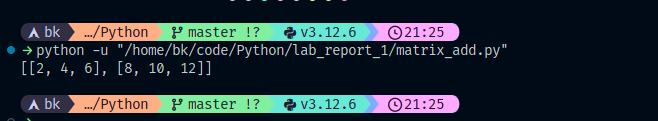 bk …/Python master !? v3.12.6 21:25
→python -u "/home/bk/code/Python/lab_report_1/matrix_add.py"
[[2, 4, 6], [8, 10, 12]]
bk …/Python master !? v3.12.6 21:25